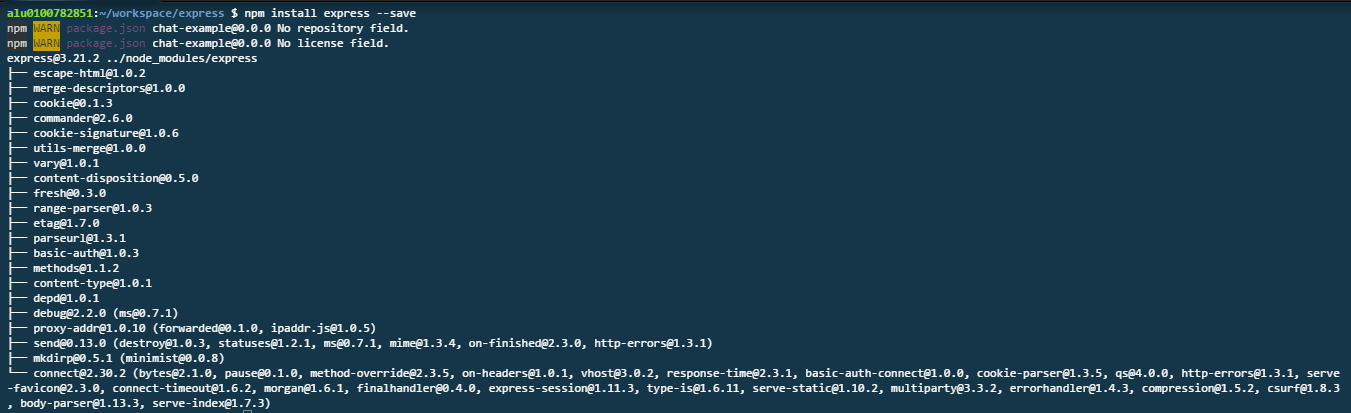 alu0100782851:~/workspace/express $ npm install express --save
npm WARN package.json chat-example@0.0.0 No repository field.
npm WARN package.json chat-example@0.0.0 No license field.
express@3.21.2 ../node_modules/express
├── escape-html@1.0.2
├── merge-descriptors@1.0.0
├── cookie@0.1.3
├── commander@2.6.0
├── cookie-signature@1.0.6
├── utils-merge@1.0.0
├── vary@1.0.1
├── content-disposition@0.5.0
├── fresh@0.3.0
├── range-parser@1.0.3
├── etag@1.7.0
├── parseurl@1.3.1
├── basic-auth@1.0.3
├── methods@1.1.2
├── content-type@1.0.1
├── depd@1.0.1
├── debug@2.2.0 (ms@0.7.1)
├── proxy-addr@1.0.10 (forwarded@0.1.0, ipaddr.js@1.0.5)
├── send@0.13.0 (destroy@1.0.3, statuses@1.2.1, ms@0.7.1, mime@1.3.4, on-finished@2.3.0, http-errors@1.3.1)
├── mkdirp@0.5.1 (minimist@0.0.8)
└── connect@2.30.2 (bytes@2.1.0, pause@0.1.0, method-override@2.3.5, on-headers@1.0.1, vhost@3.0.2, response-time@2.3.1, basic-auth-connect@1.0.0, cookie-parser@1.3.5, qs@4.0.0, http-errors@1.3.1, serve
-favicon@2.3.0, connect-timeout@1.6.2, morgan@1.6.1, finalhandler@0.4.0, express-session@1.11.3, type-is@1.6.11, serve-static@1.10.2, multiparty@3.3.2, errorhandler@1.4.3, compression@1.5.2, csurf@1.8.3
, body-parser@1.13.3, serve-index@1.7.3)